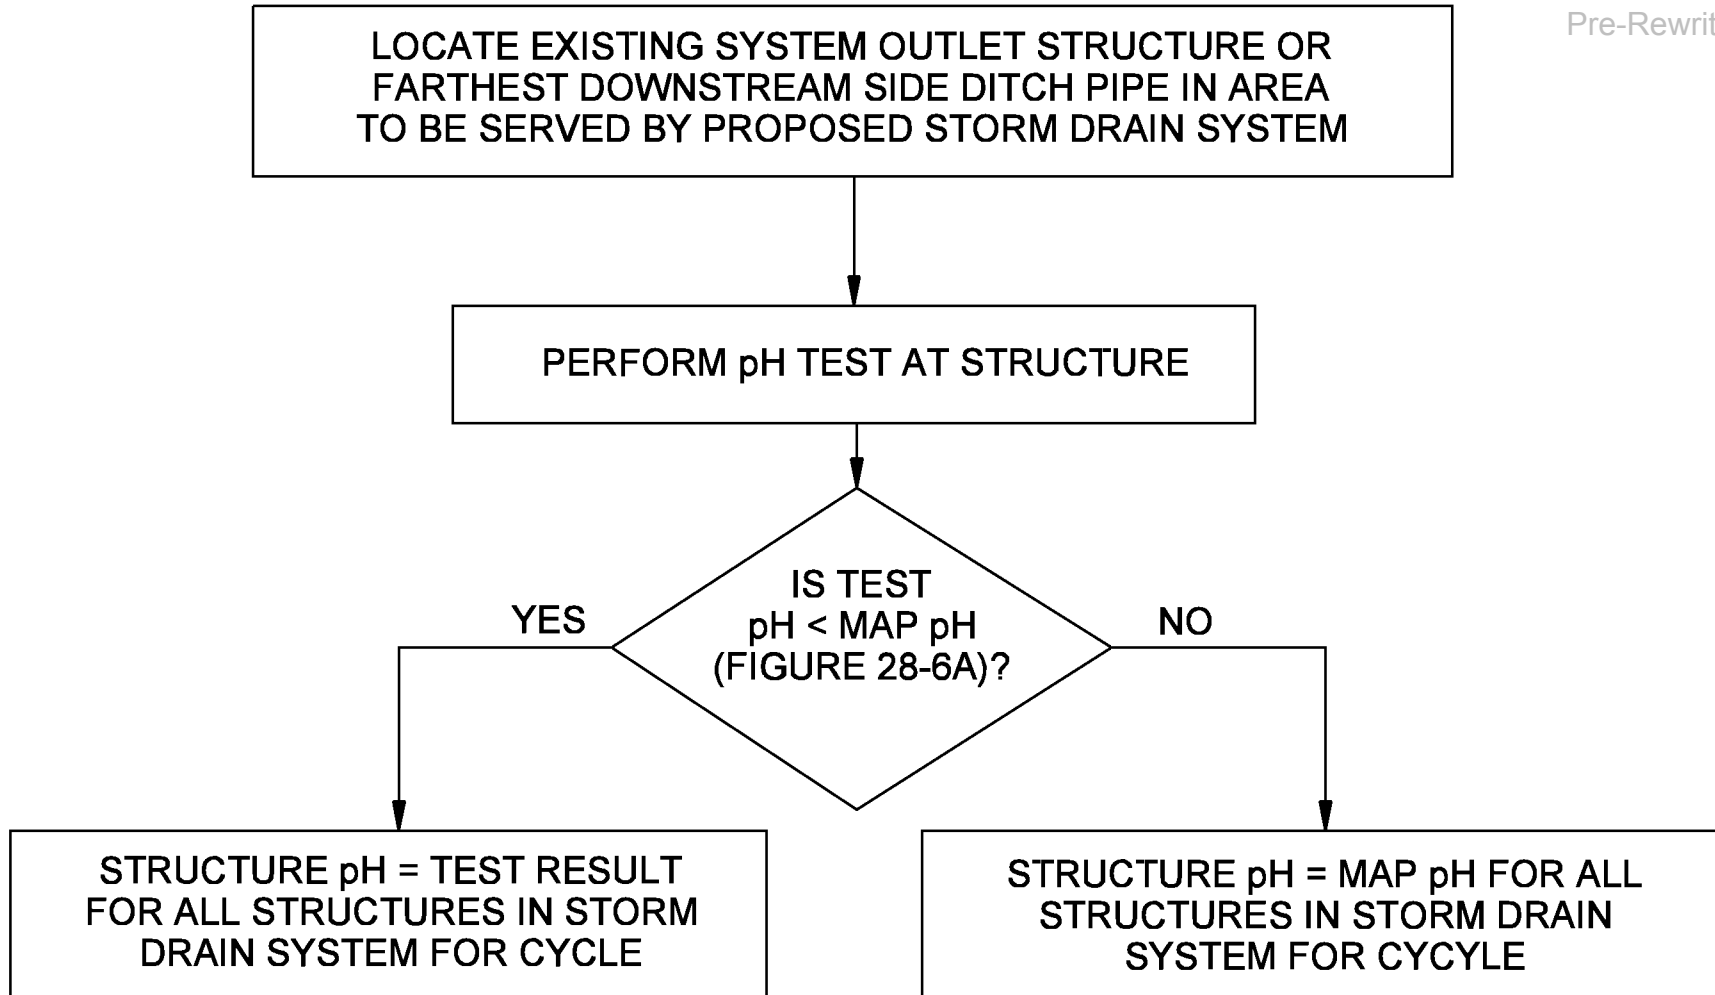 Pre-Rewrit
LOCATE EXISTING SYSTEM OUTLET STRUCTURE OR
FARTHEST DOWNSTREAM SIDE DITCH PIPE IN AREA
TO BE SERVED BY PROPOSED STORM DRAIN SYSTEM
PERFORM pH TEST AT STRUCTURE
IS TEST
pH < MAP pH
(FIGURE 28-6A)?
YES
NO
STRUCTURE pH = TEST RESULT
FOR ALL STRUCTURES IN STORM
DRAIN SYSTEM FOR CYCLE
STRUCTURE pH = MAP pH FOR ALL
STRUCTURES IN STORM DRAIN
SYSTEM FOR CYCYLE